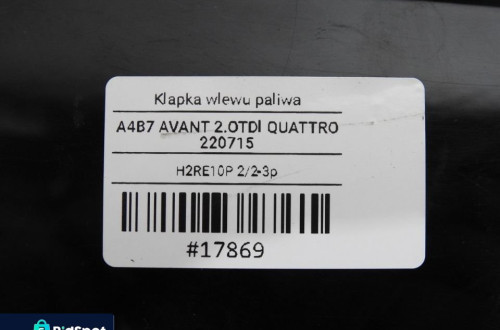 Klapka wlewu paliwa
A4B7 AVANT 2.0TDI QUATTRO
220715
H2RE10P 2/2-3p
#17869